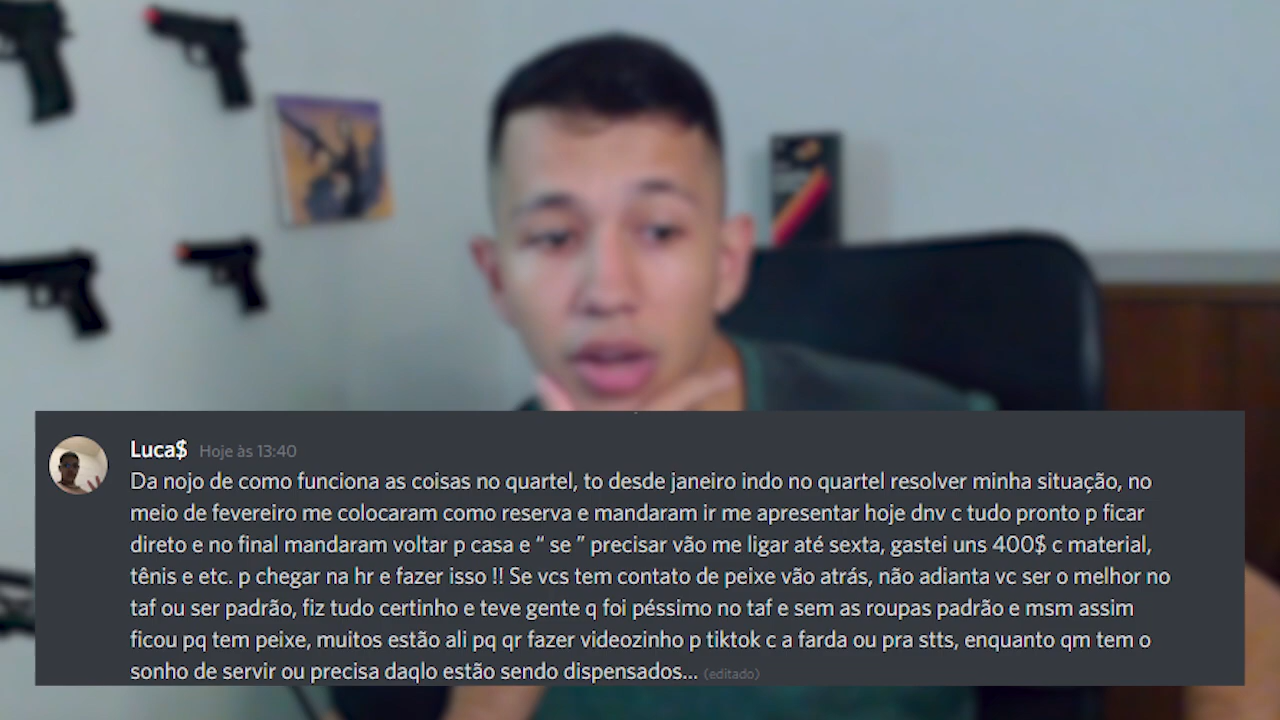 Luca$ Hoje às 13:40
Da nojo de como funciona as coisas no quartel, to desde janeiro indo no quartel resolver minha situação, no
meio de fevereiro me colocaram como reserva e mandaram ir me apresentar hoje dnv c tudo pronto p ficar
direto e no final mandaram voltar p casa e “ se ” precisar vão me ligar até sexta, gastei uns 400$ c material,
tênis e etc. p chegar na hr e fazer isso !! Se vcs tem contato de peixe vão atrás, não adianta vc ser o melhor no
taf ou ser padrão, fiz tudo certinho e teve gente q foi péssimo no taf e sem as roupas padrão e msm assim
ficou pq tem peixe, muitos estão ali pq qr fazer videozinho p tiktok c a farda ou pra stts, enquanto qm tem o
sonho de servir ou precisa daqlo estão sendo dispensados... (editado)